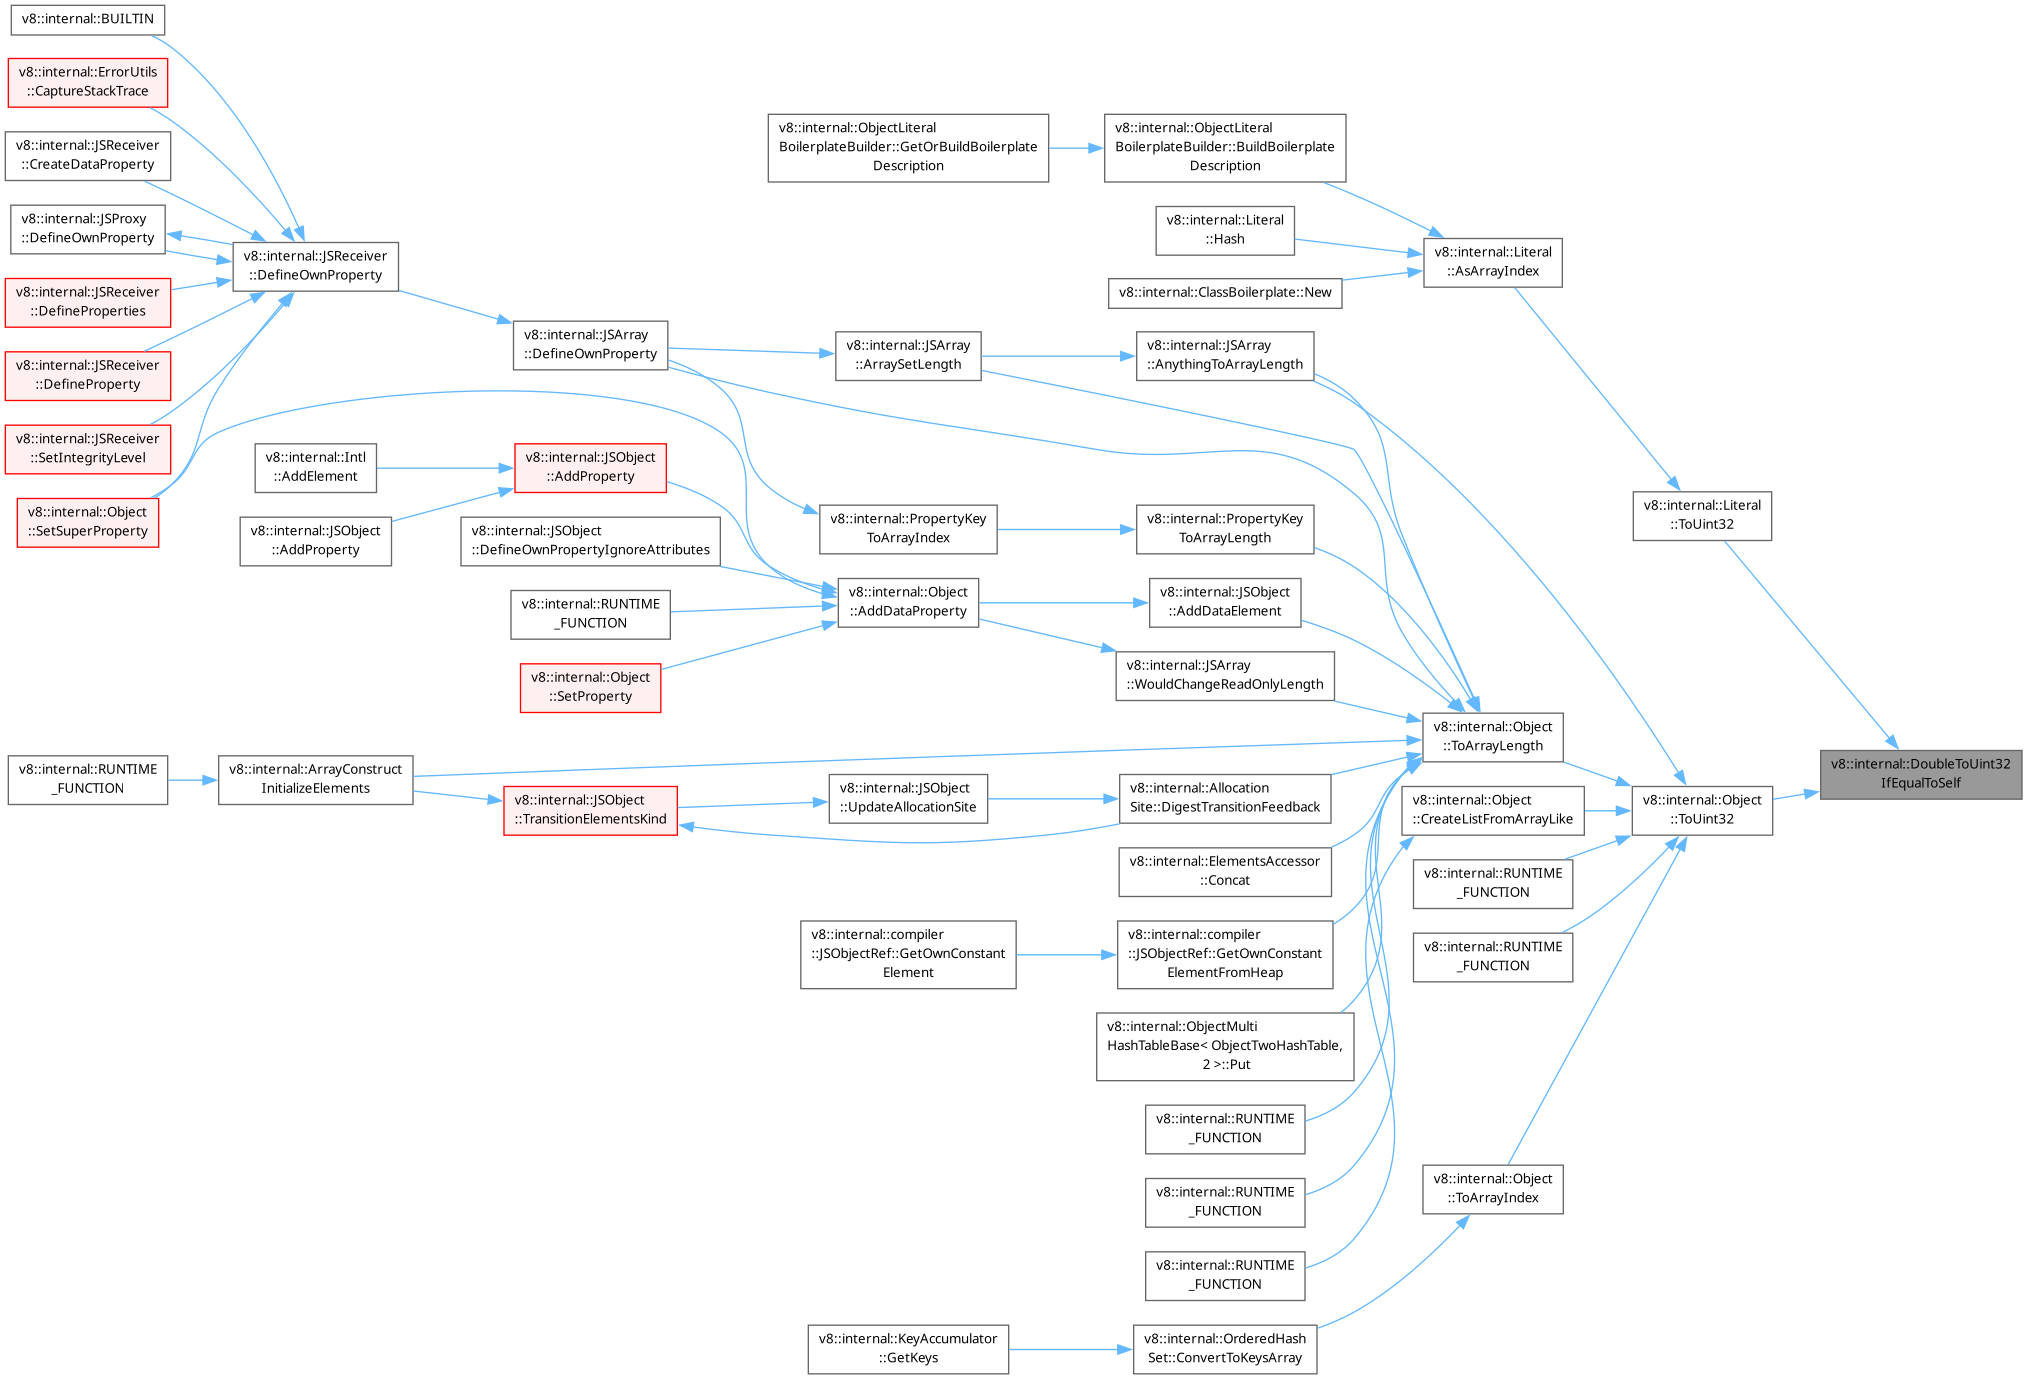 v8::internal::BUILTIN
v8::internal::ErrorUtils
::CaptureStackTrace
v8::internal::JSReceiver
::CreateDataProperty
v8::internal::JSProxy
::DefineOwnProperty
v8::internal::JSReceiver
::DefineProperties
v8::internal::JSReceiver
::DefineProperty
v8::internal::JSReceiver
::SetIntegrityLevel
v8::internal::Object
::SetSuperProperty
v8::internal::JSReceiver
::DefineOwnProperty
v8::internal::JSArray
::DefineOwnProperty
v8::internal::Intl
::AddElement
v8::internal::JSObject
::AddProperty
v8::internal::JSObject
::AddProperty
v8::internal::JSObject
::DefineOwnPropertyIgnoreAttributes
v8::internal::RUNTIME
_FUNCTION
v8::internal::Object
::SetProperty
v8::internal::RUNTIME
_FUNCTION
v8::internal::ArrayConstruct
InitializeElements
v8::internal::JSObject
::TransitionElementsKind
v8::internal::ObjectLiteral
BoilerplateBuilder::GetOrBuildBoilerplate
Description
v8::internal::ObjectLiteral
BoilerplateBuilder::BuildBoilerplate
Description
v8::internal::Literal
::Hash
v8::internal::ClassBoilerplate::New
v8::internal::Literal
::AsArrayIndex
v8::internal::JSArray
::ArraySetLength
v8::internal::JSArray
::AnythingToArrayLength
v8::internal::PropertyKey
ToArrayIndex
v8::internal::PropertyKey
ToArrayLength
v8::internal::Object
::AddDataProperty
v8::internal::JSObject
::AddDataElement
v8::internal::JSArray
::WouldChangeReadOnlyLength
v8::internal::JSObject
::UpdateAllocationSite
v8::internal::Allocation
Site::DigestTransitionFeedback
v8::internal::ElementsAccessor
::Concat
v8::internal::compiler
::JSObjectRef::GetOwnConstant
Element
v8::internal::compiler
::JSObjectRef::GetOwnConstant
ElementFromHeap
v8::internal::ObjectMulti
HashTableBase< ObjectTwoHashTable,
2 >::Put
v8::internal::RUNTIME
_FUNCTION
v8::internal::RUNTIME
_FUNCTION
v8::internal::RUNTIME
_FUNCTION
v8::internal::KeyAccumulator
::GetKeys
v8::internal::OrderedHash
Set::ConvertToKeysArray
v8::internal::Object
::ToArrayLength
v8::internal::Object
::CreateListFromArrayLike
v8::internal::RUNTIME
_FUNCTION
v8::internal::RUNTIME
_FUNCTION
v8::internal::Object
::ToArrayIndex
v8::internal::Literal
::ToUint32
v8::internal::Object
::ToUint32
v8::internal::DoubleToUint32
IfEqualToSelf